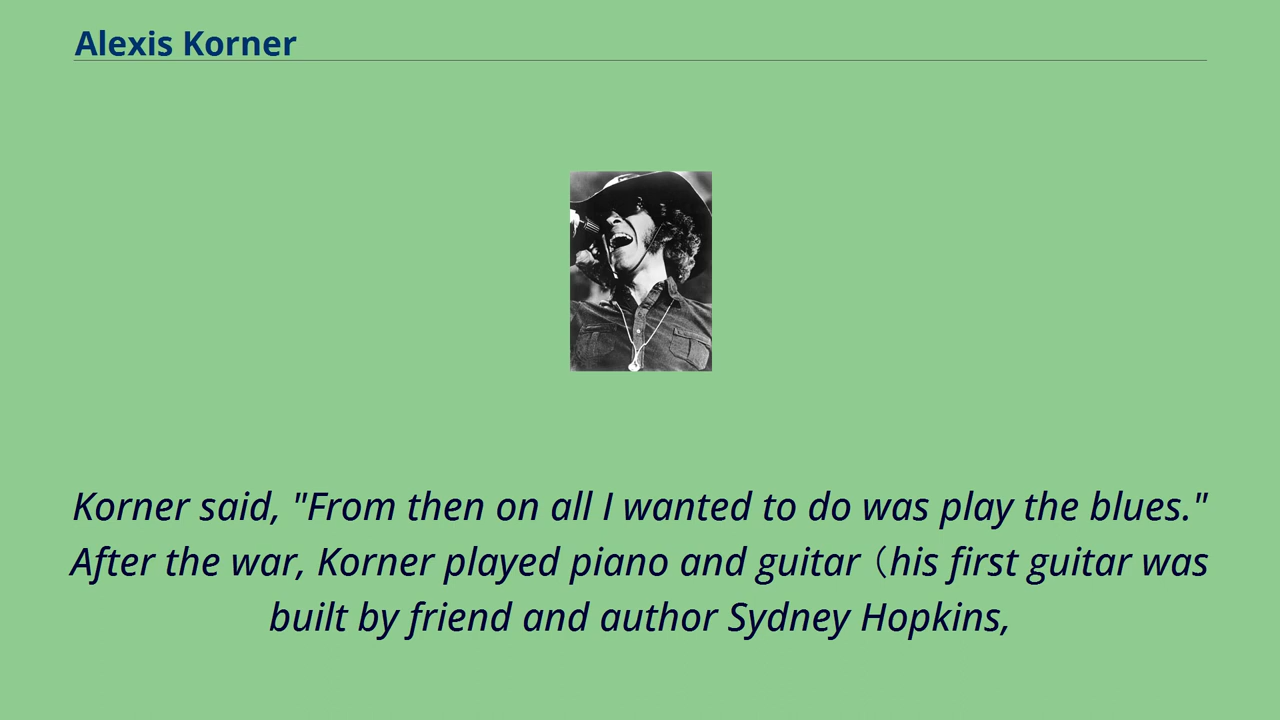 Alexis Korner
Korner said, "From then on all I wanted to do was play the blues."
After the war, Korner played piano and guitar（his first guitar was
built by friend and author Sydney Hopkins,